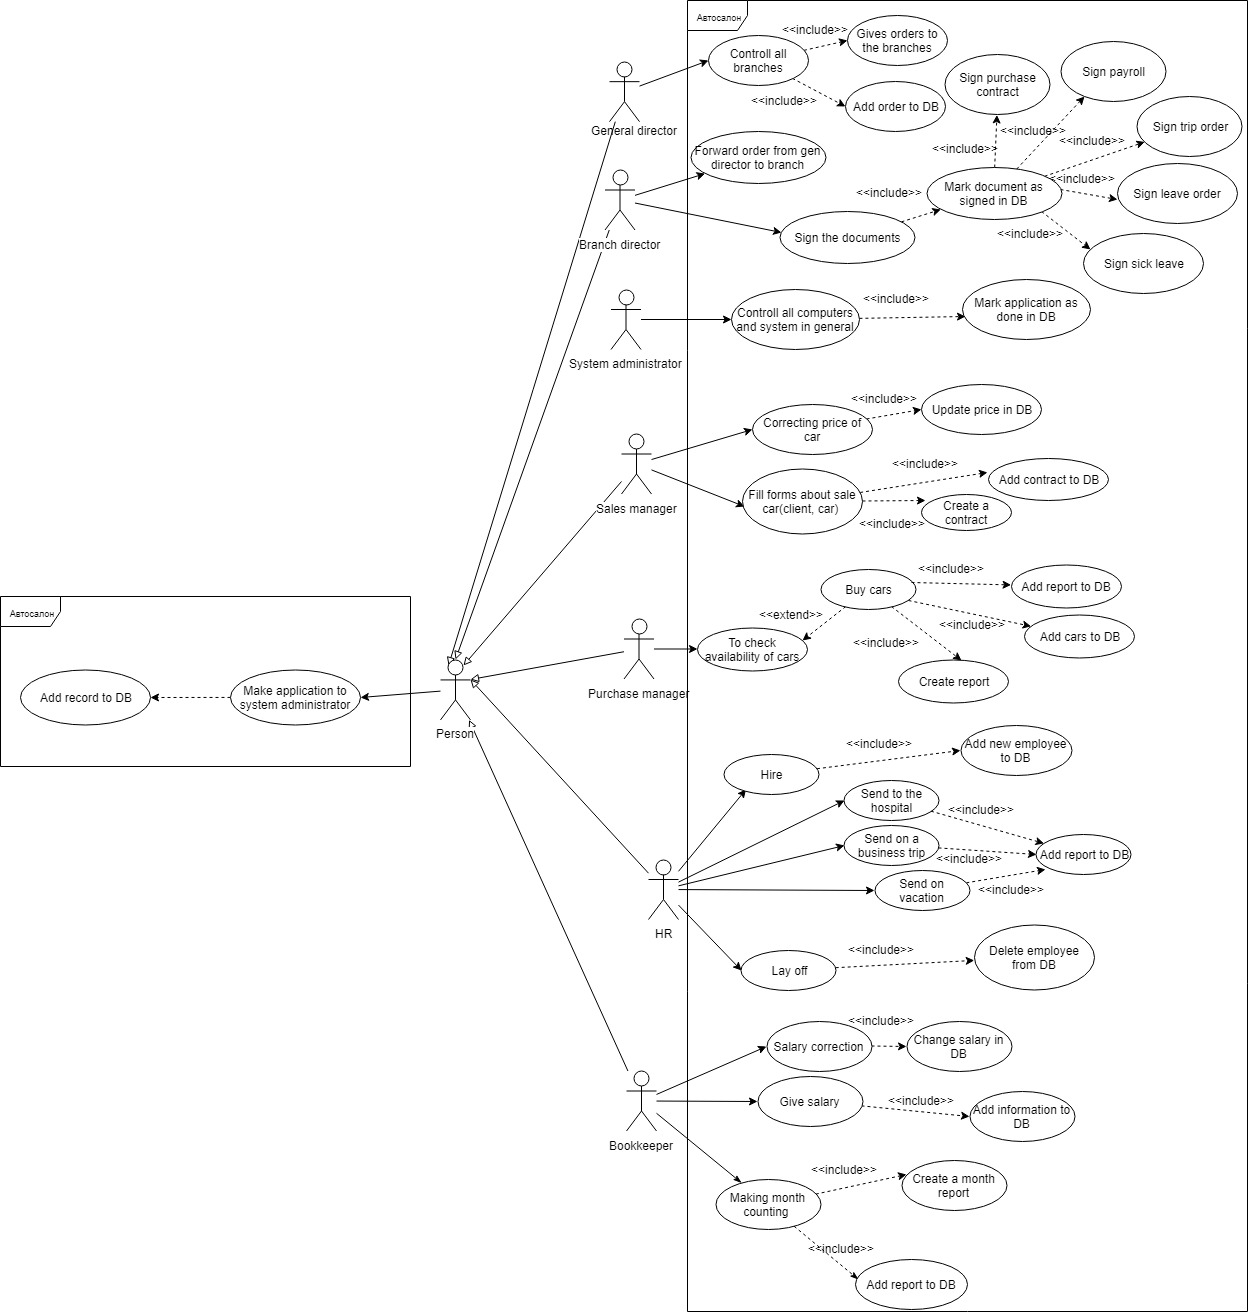 Автосалон
<<include>>
Gives orders to
the branches
Controll all
branches
<<include>>
Add order to DB
General director
Sign purchase
contract
Sign payroll
<<include>>
<<include>>
<<include>>
Sign trip order
Forward order from gen
director to branch
<<include>>
<<include>>
Mark document as
signed in DB
Sign leave order
Branch director
Sign the documents
<<include>>
Sign sick leave
System administrator
Controll all computers
and system in general
<<include>>
Mark application as
done in DB
Sales manager
Correcting price of
car
<<include>>
Update price in DB
Fill forms about sale
car(client, car)
<<include>>
Add contract to DB
<<include>>
Create a
contract
Buy cars
<<include>>
Add report to DB
<<extend>>
<<include>>
Add cars to DB
<<include>>
Create report
To check
availability of cars
Purchase manager
Автосалон
Add record to DB
Make application to
system administrator
Person
Hire
<<include>>
Add new employee
to DB
Send to the
hospital
<<include>>
Send on a
business trip
<<include>>
Add report to DB
Send on
vacation
<<include>>
HR
Lay off
<<include>>
Delete employee
from DB
Salary correction
<<include>>
Change salary in
DB
Give salary
<<include>>
Add information to
DB
Bookkeeper
Making month
counting
<<include>>
Create a month
report
<<include>>
Add report to DB